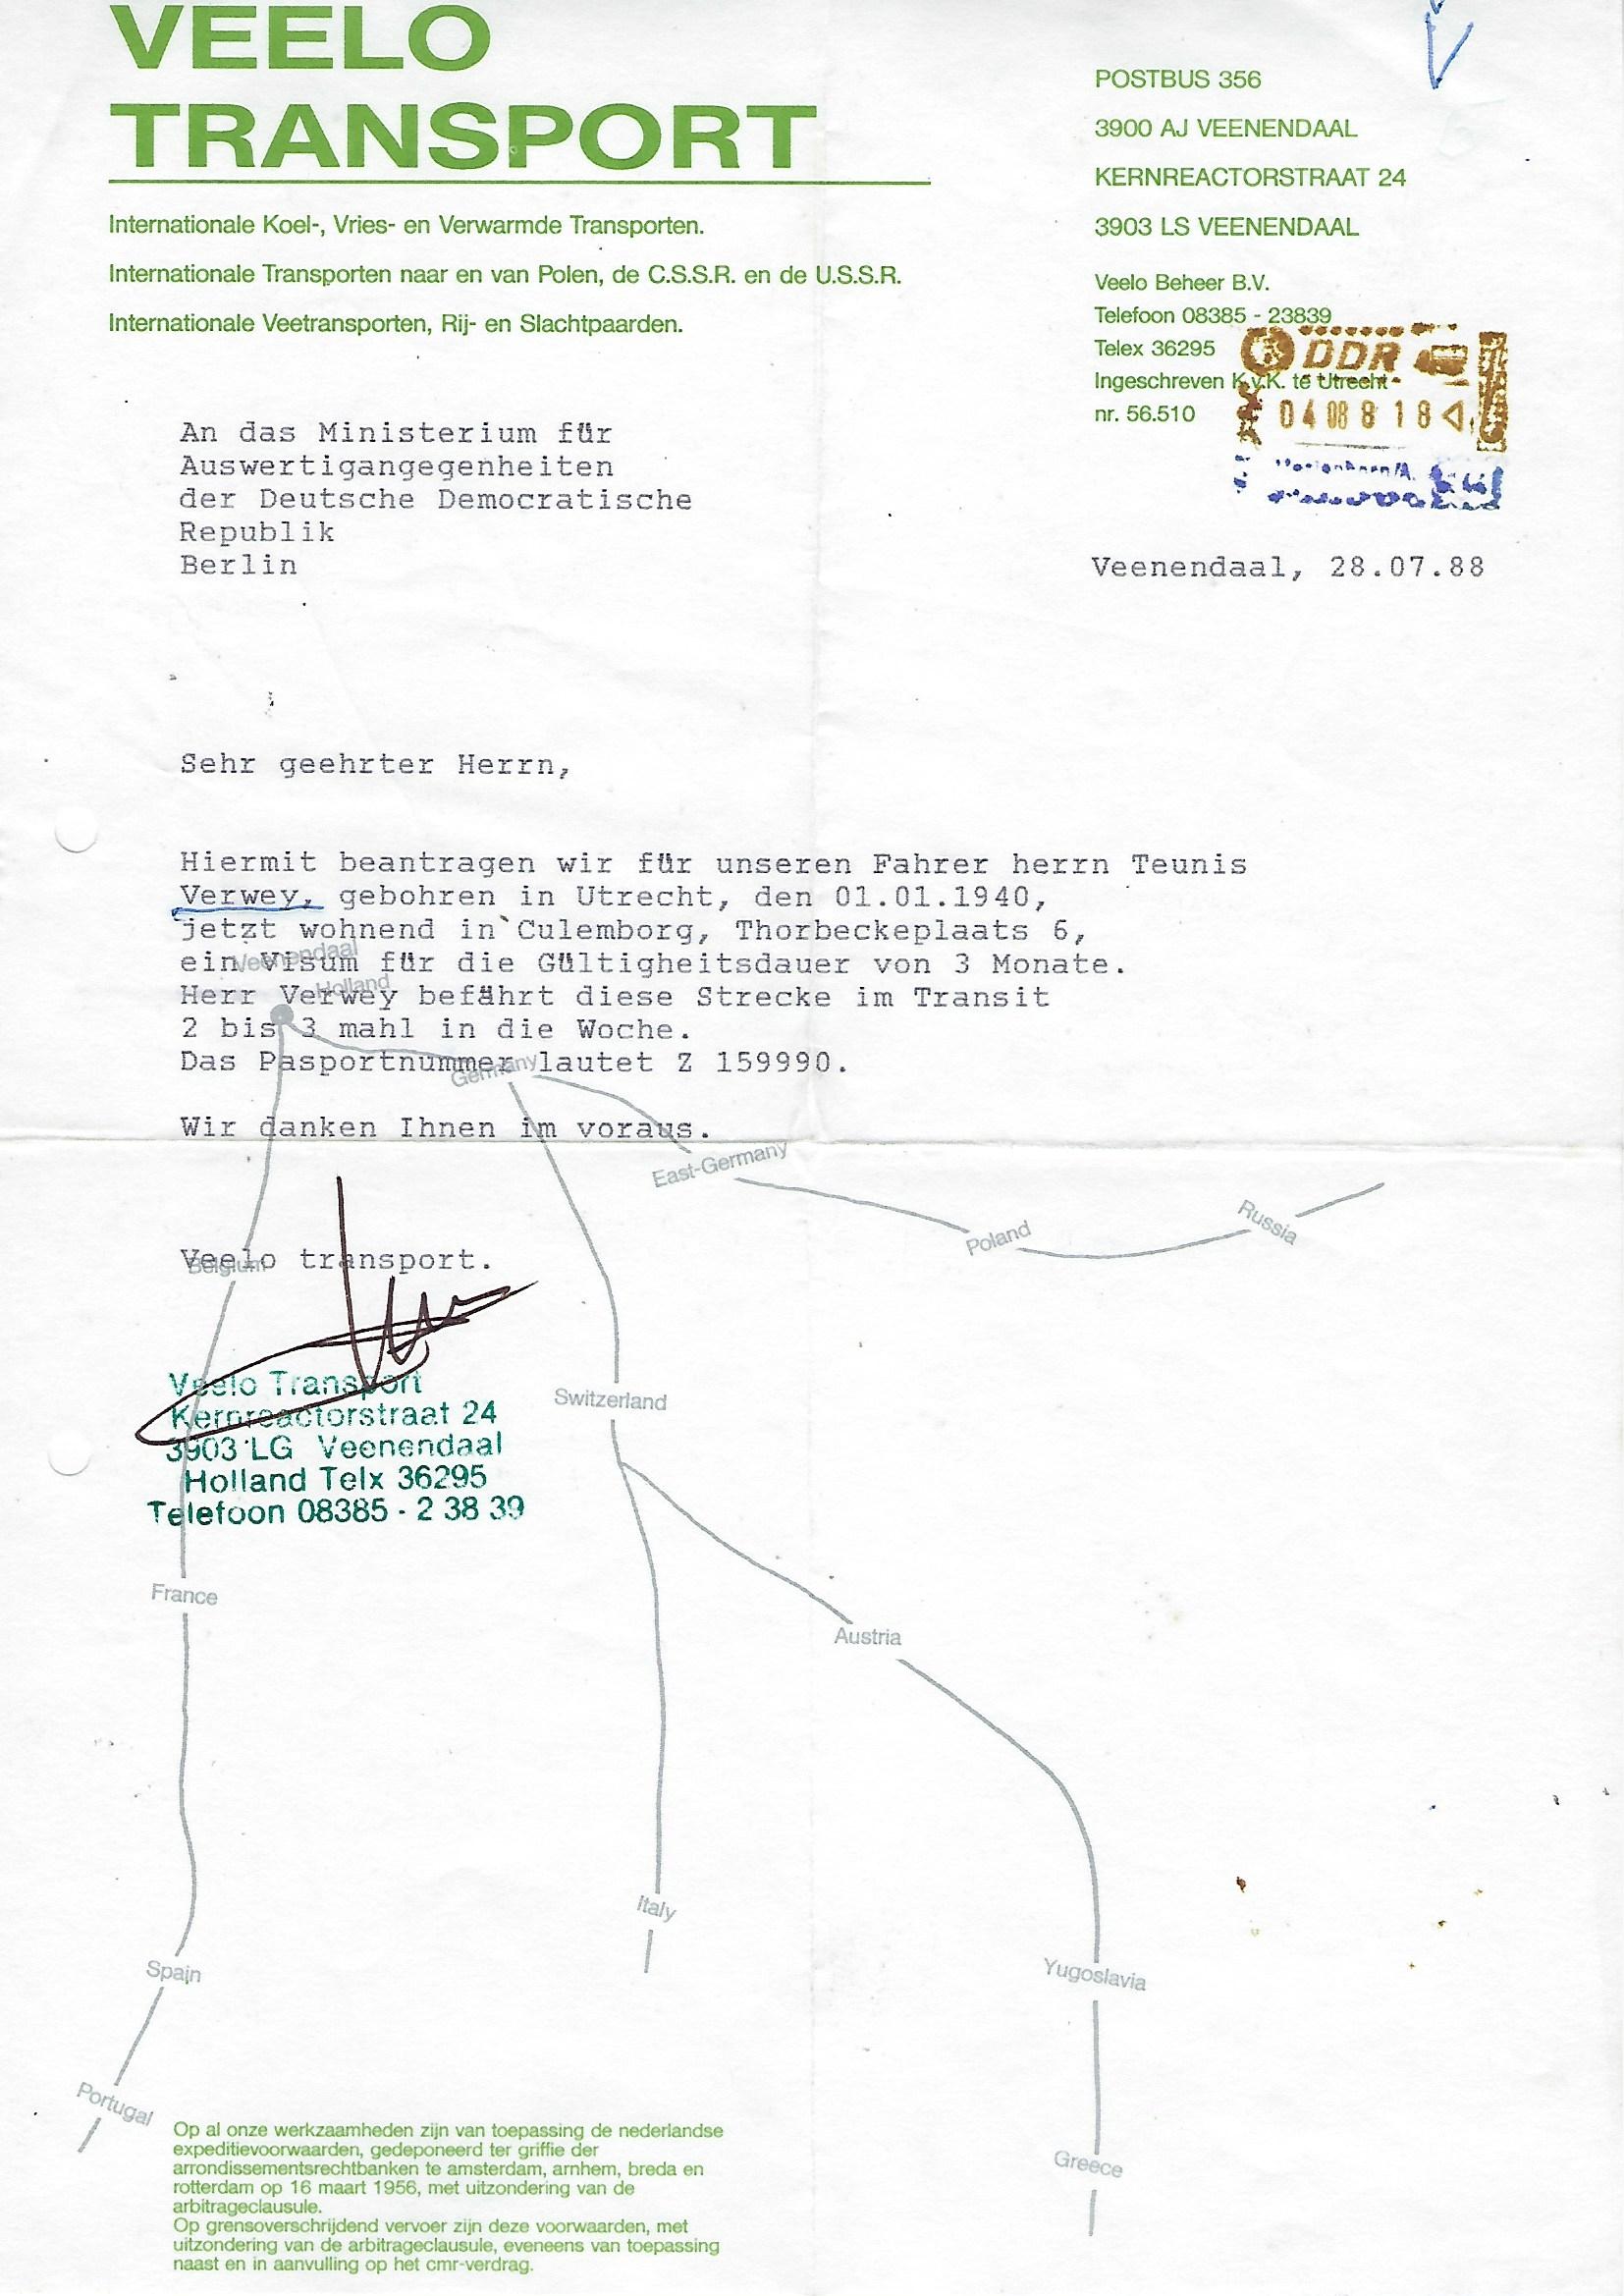 VEELO
TRANSPORT
Internationale Koel-, Vries- en Verwarmde Transporten.
Internationale Transporten naar en van Polen, de C.S.S.R. en de U.S.S.R.
Internationale Veetransporten, Rij- en Slachtpaarden.
POSTBUS 356
3900 AJ VEENENDAAL
KERNREACTORSTRAAT 24
3903 LS VEENENDAAL
Veelo Beheer B.V.
Telefoon 08385 - 23839
Telex 36295
Ingeschreven K.v.K. te Utrecht
nr. 56.510
DDR
04 08 8 18
An das Ministerium für
Auswertigangegenheiten
der Deutsche Democratische
Republik
Berlin
Veenendaal, 28.07.88
Sehr geehrter Herrn,
Hiermit beantragen wir für unseren Fahrer herrn Teunis
Verwey, gebohren in Utrecht, den 01.01.1940,
jetzt wohnend in Culemborg, Thorbeckeplaats 6,
ein Visum für die Gültigheitsdauer von 3 Monate.
Herr Verwey befährt diese Strecke im Transit
2 bis 3 mahl in die Woche.
Das Pasportnummer lautet Z 159990.
Wir danken Ihnen im voraus.
Veelo transport.
Veelo Transport
Kernreactorstraat 24
3903 LG Veenendaal
Holland Telx 36295
Telefoon 08385 - 2 38 39
Veenendaal
Holland
Germany
East-Germany
Poland
Russia
Belgium
Switzerland
France
Austria
Italy
Spain
Yugoslavia
Portugal
Greece
Op al onze werkzaamheden zijn van toepassing de nederlandse
expeditievoorwaarden, gedeponeerd ter griffie der
arrondissementsrechtbanken te amsterdam, arnhem, breda en
rotterdam op 16 maart 1956, met uitzondering van de
arbitrageclausule.
Op grensoverschrijdend vervoer zijn deze voorwaarden, met
uitzondering van de arbitrageclausule, eveneens van toepassing
naast en in aanvulling op het cmr-verdrag.